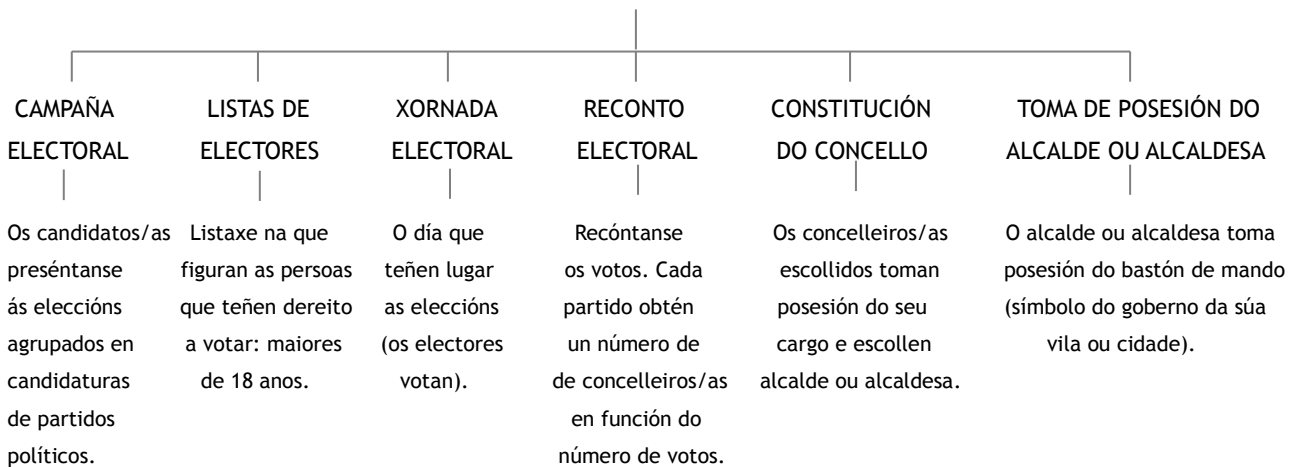 CAMPAÑA
ELECTORAL
LISTAS DE
ELECTORES
XORNADA
ELECTORAL
RECONTO
ELECTORAL
CONSTITUCIÓN
DO CONCELLO
TOMA DE POSESIÓN DO
ALCALDE OU ALCALDESA
Os candidatos/as
preséntanse
ás eleccións
agrupados en
candidaturas
de partidos
políticos.
Listaxe na que
figuran as persoas
que teñen dereito
a votar: maiores
de 18 anos.
O día que
teñen lugar
as eleccións
(os electores
votan).
Recóntanse
os votos. Cada
partido obtén
un número de
de concelleiros/as
en función do
número de votos.
Os concelleiros/as
escollidos toman
posesión do seu
cargo e escollen
alcalde ou alcaldesa.
O alcalde ou alcaldesa toma
posesión do bastón de mando
(símbolo do goberno da súa
vila ou cidade).